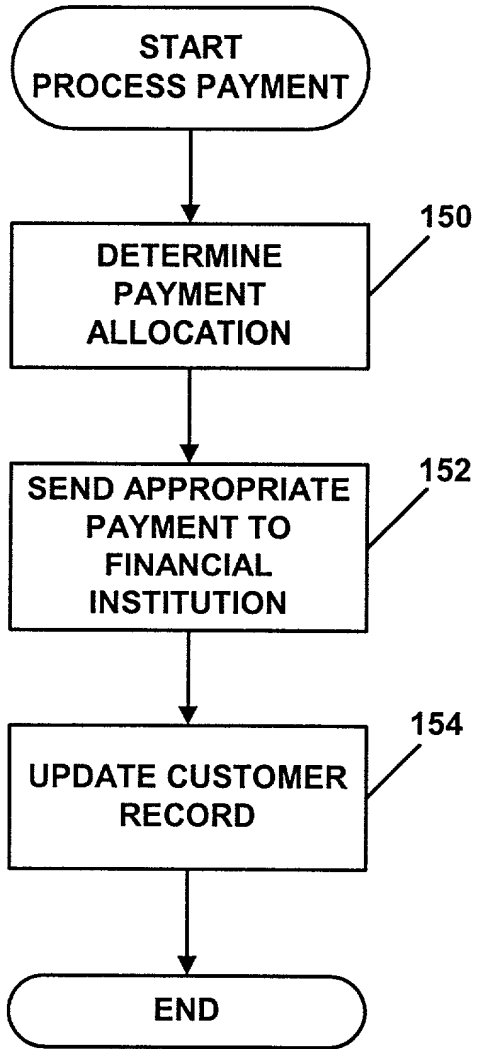 START
PROCESS PAYMENT
150
DETERMINE
PAYMENT
ALLOCATION
152
SEND APPROPRIATE
PAYMENT TO
FINANCIAL
INSTITUTION
154
UPDATE CUSTOMER
RECORD
END